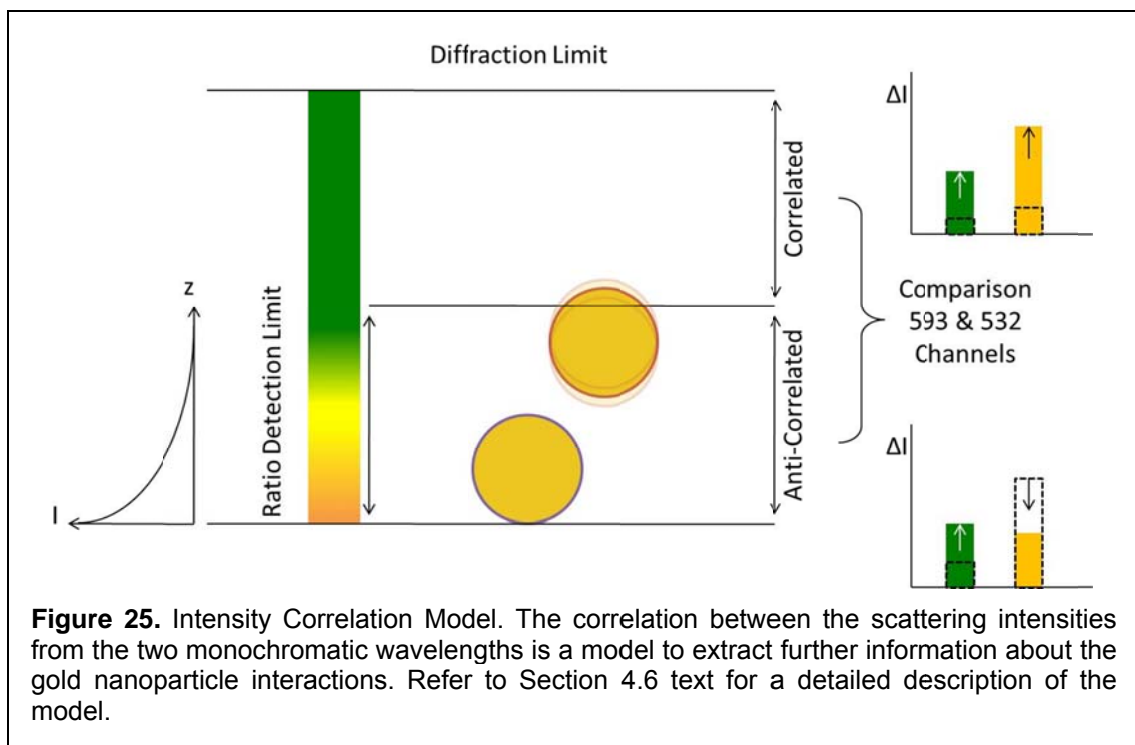 Diffraction Limit
ΔI
Correlated
z
Ratio Detection Limit
Comparison
593 & 532
Channels
Anti-Correlated
I
ΔI
Figure 25. Intensity Correlation Model. The correlation between the scattering intensities
from the two monochromatic wavelengths is a model to extract further information about the
gold nanoparticle interactions. Refer to Section 4.6 text for a detailed description of the
model.